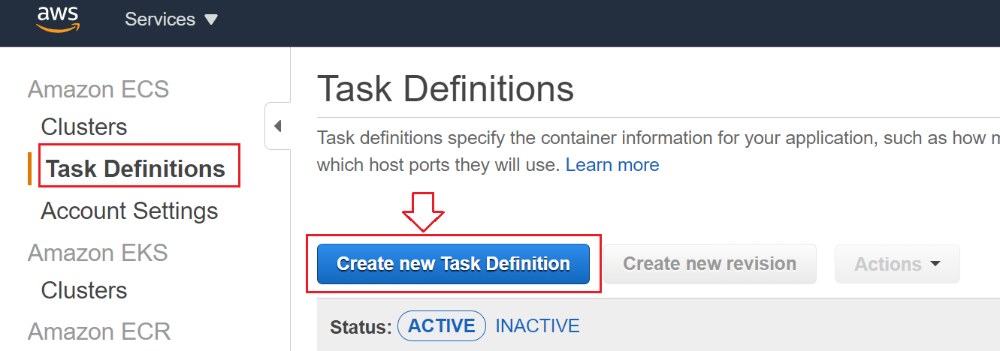 aws
Services
Amazon ECS
Clusters
Task Definitions
Account Settings
Amazon EKS
Clusters
Amazon ECR
Task Definitions
Task definitions specify the container information for your application, such as how
which host ports they will use. Learn more
Create new Task Definition
Create new revision
Actions
Status: ACTIVE INACTIVE